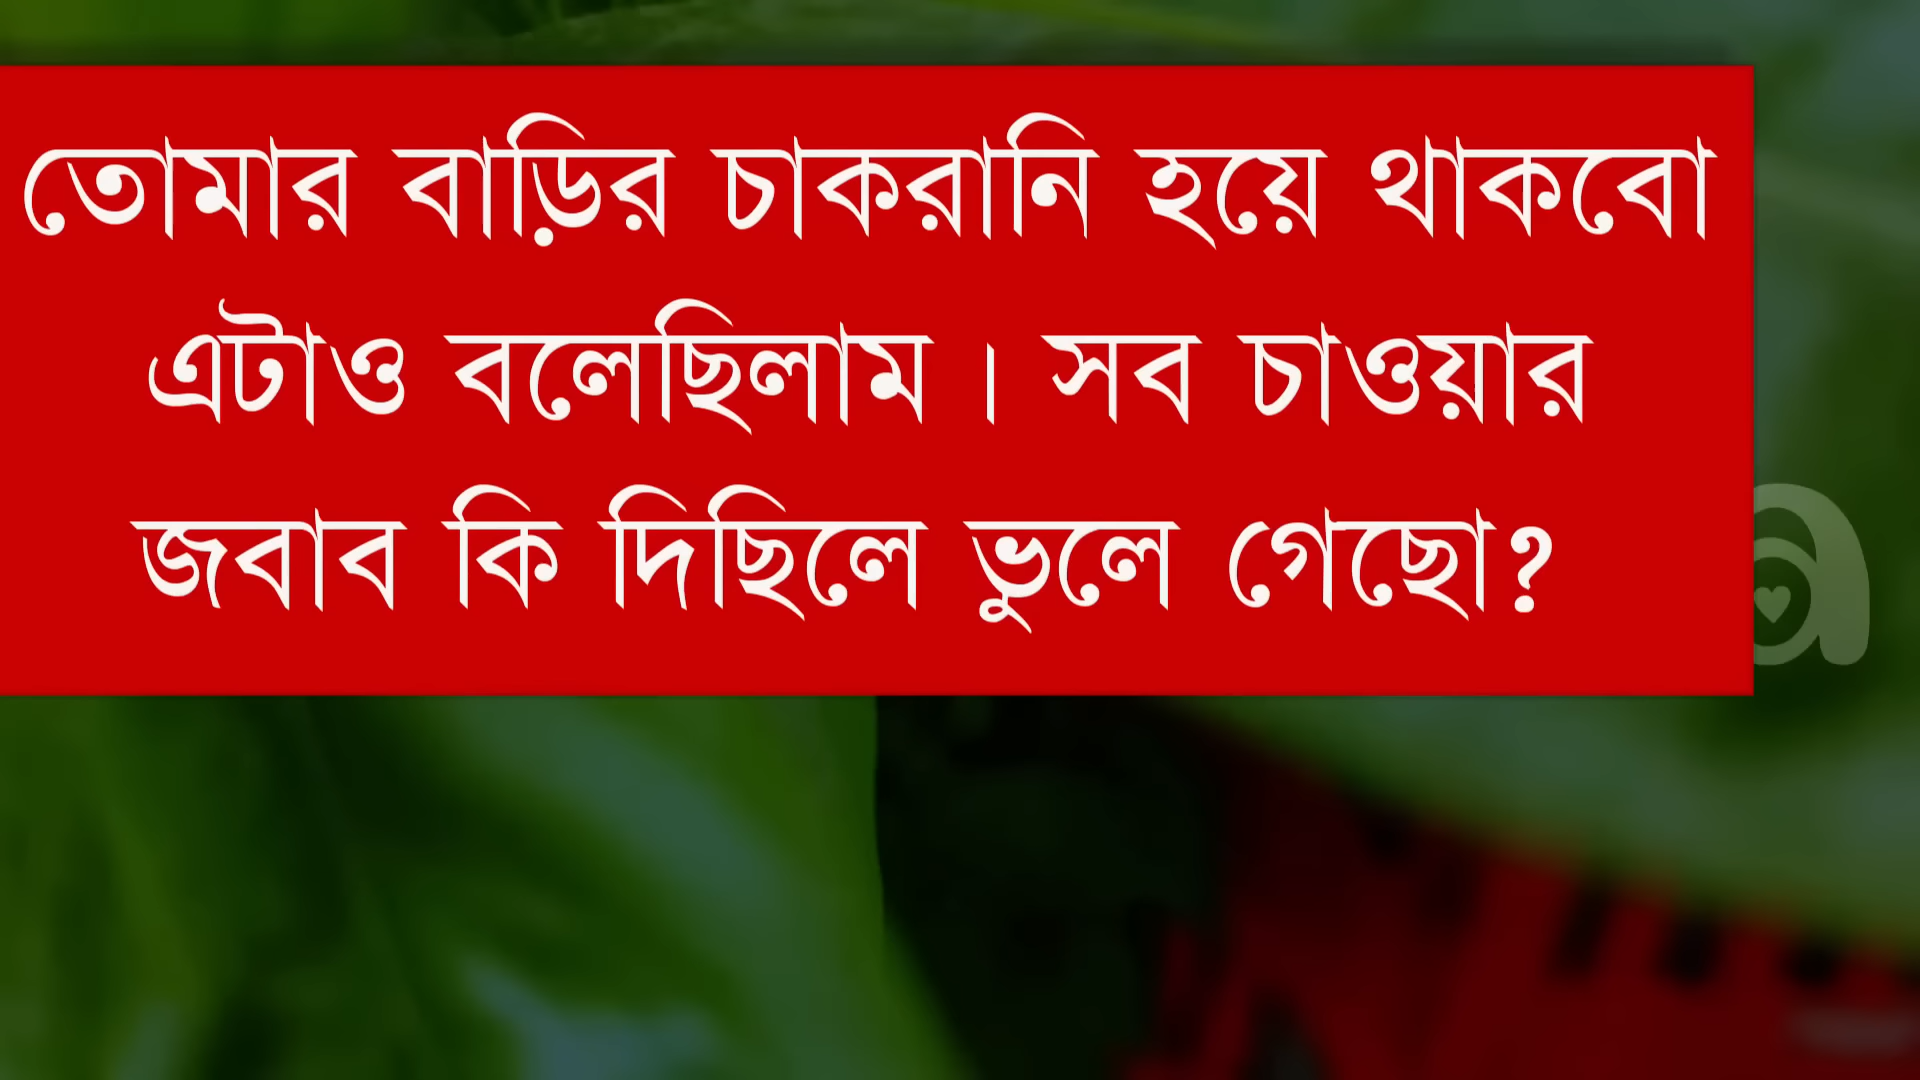 তোমার বাড়ির চাকরানি হয়ে থাকবো
এটাও বলেছিলাম । সব চাওয়ার
জবাব কি দিছিলে ভুলে গেছো?
a